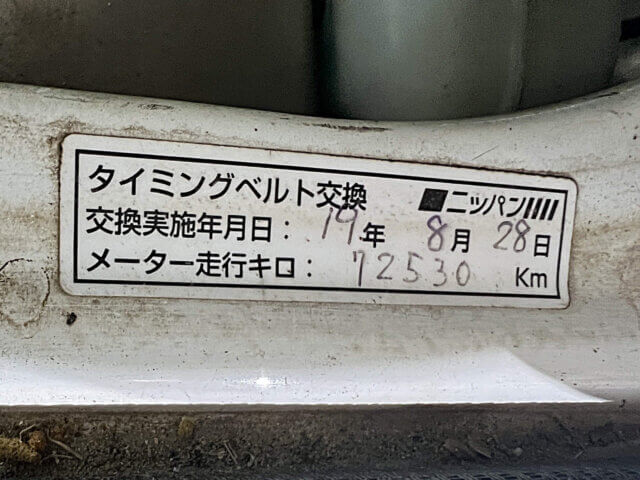 タイミングベルト交換 ニッパン
交換実施年月日： 19年 8月 28日
メーター走行キロ： 72530 Km